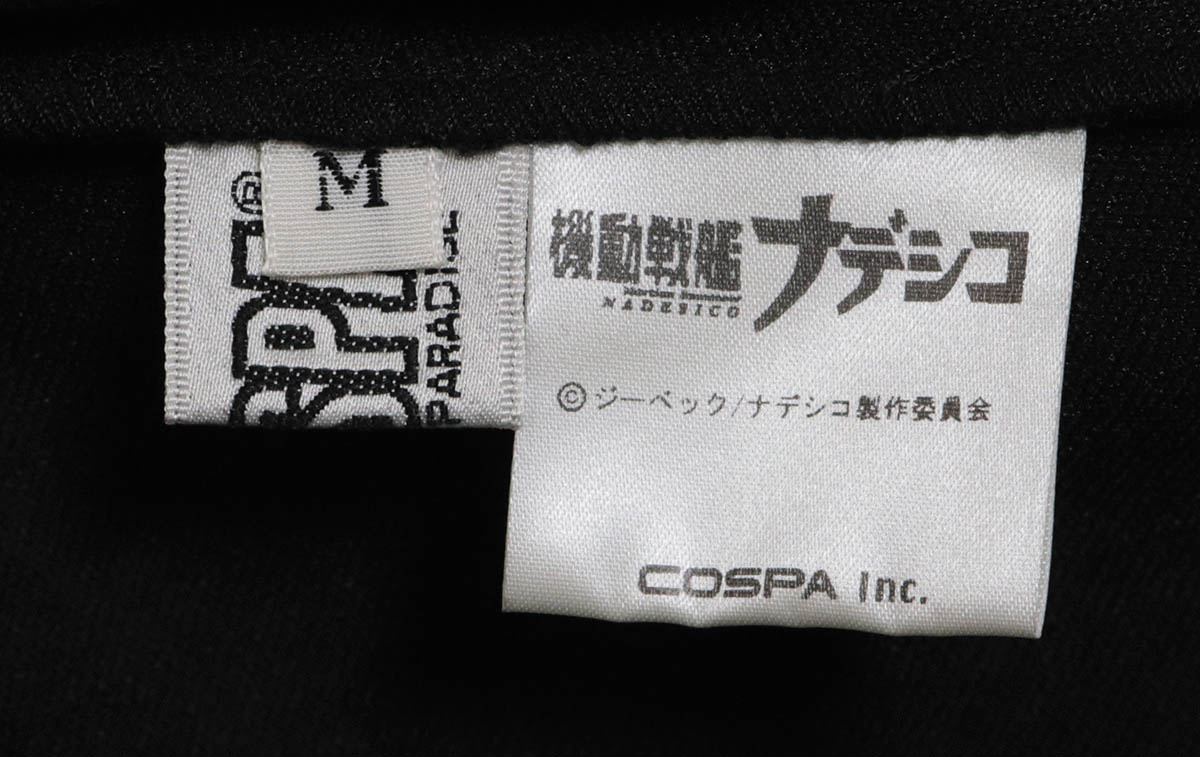 M
®
PARADISE
機動戦艦
ナデシコ
NADESICO
©ジーベック/ナデシコ製作委員会
COSPA Inc.